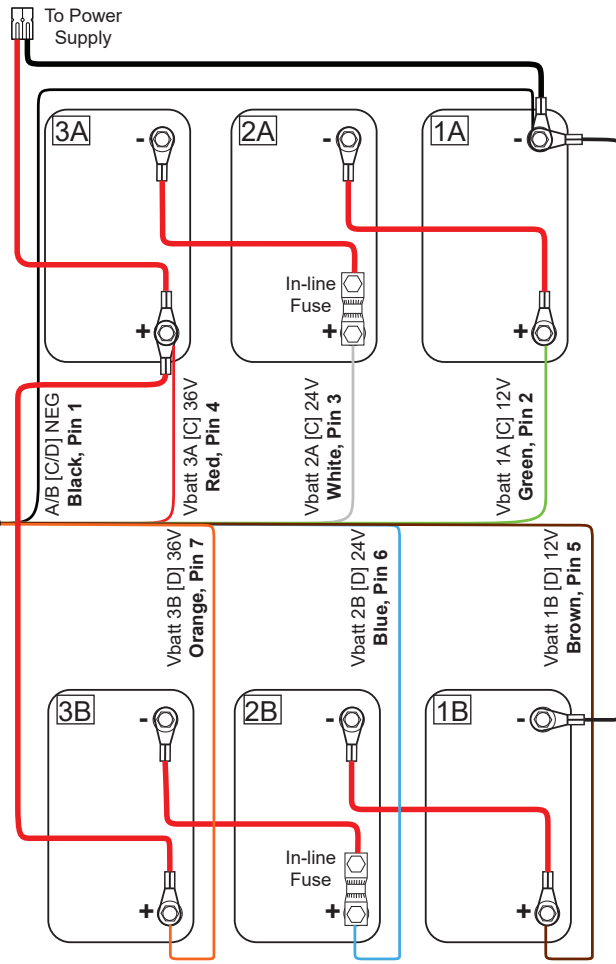 To Power
Supply
3A
-
2A
-
1A
-
In-line
Fuse
+
+
+
A/B [C/D] NEG
Black, Pin 1
Vbatt 3A [C] 36V
Red, Pin 4
Vbatt 2A [C] 24V
White, Pin 3
Vbatt 1A [C] 12V
Green, Pin 2
Vbatt 3B [D] 36V
Orange, Pin 7
Vbatt 2B [D] 24V
Blue, Pin 6
Vbatt 1B [D] 12V
Brown, Pin 5
3B
-
2B
-
1B
-
In-line
Fuse
+
+
+